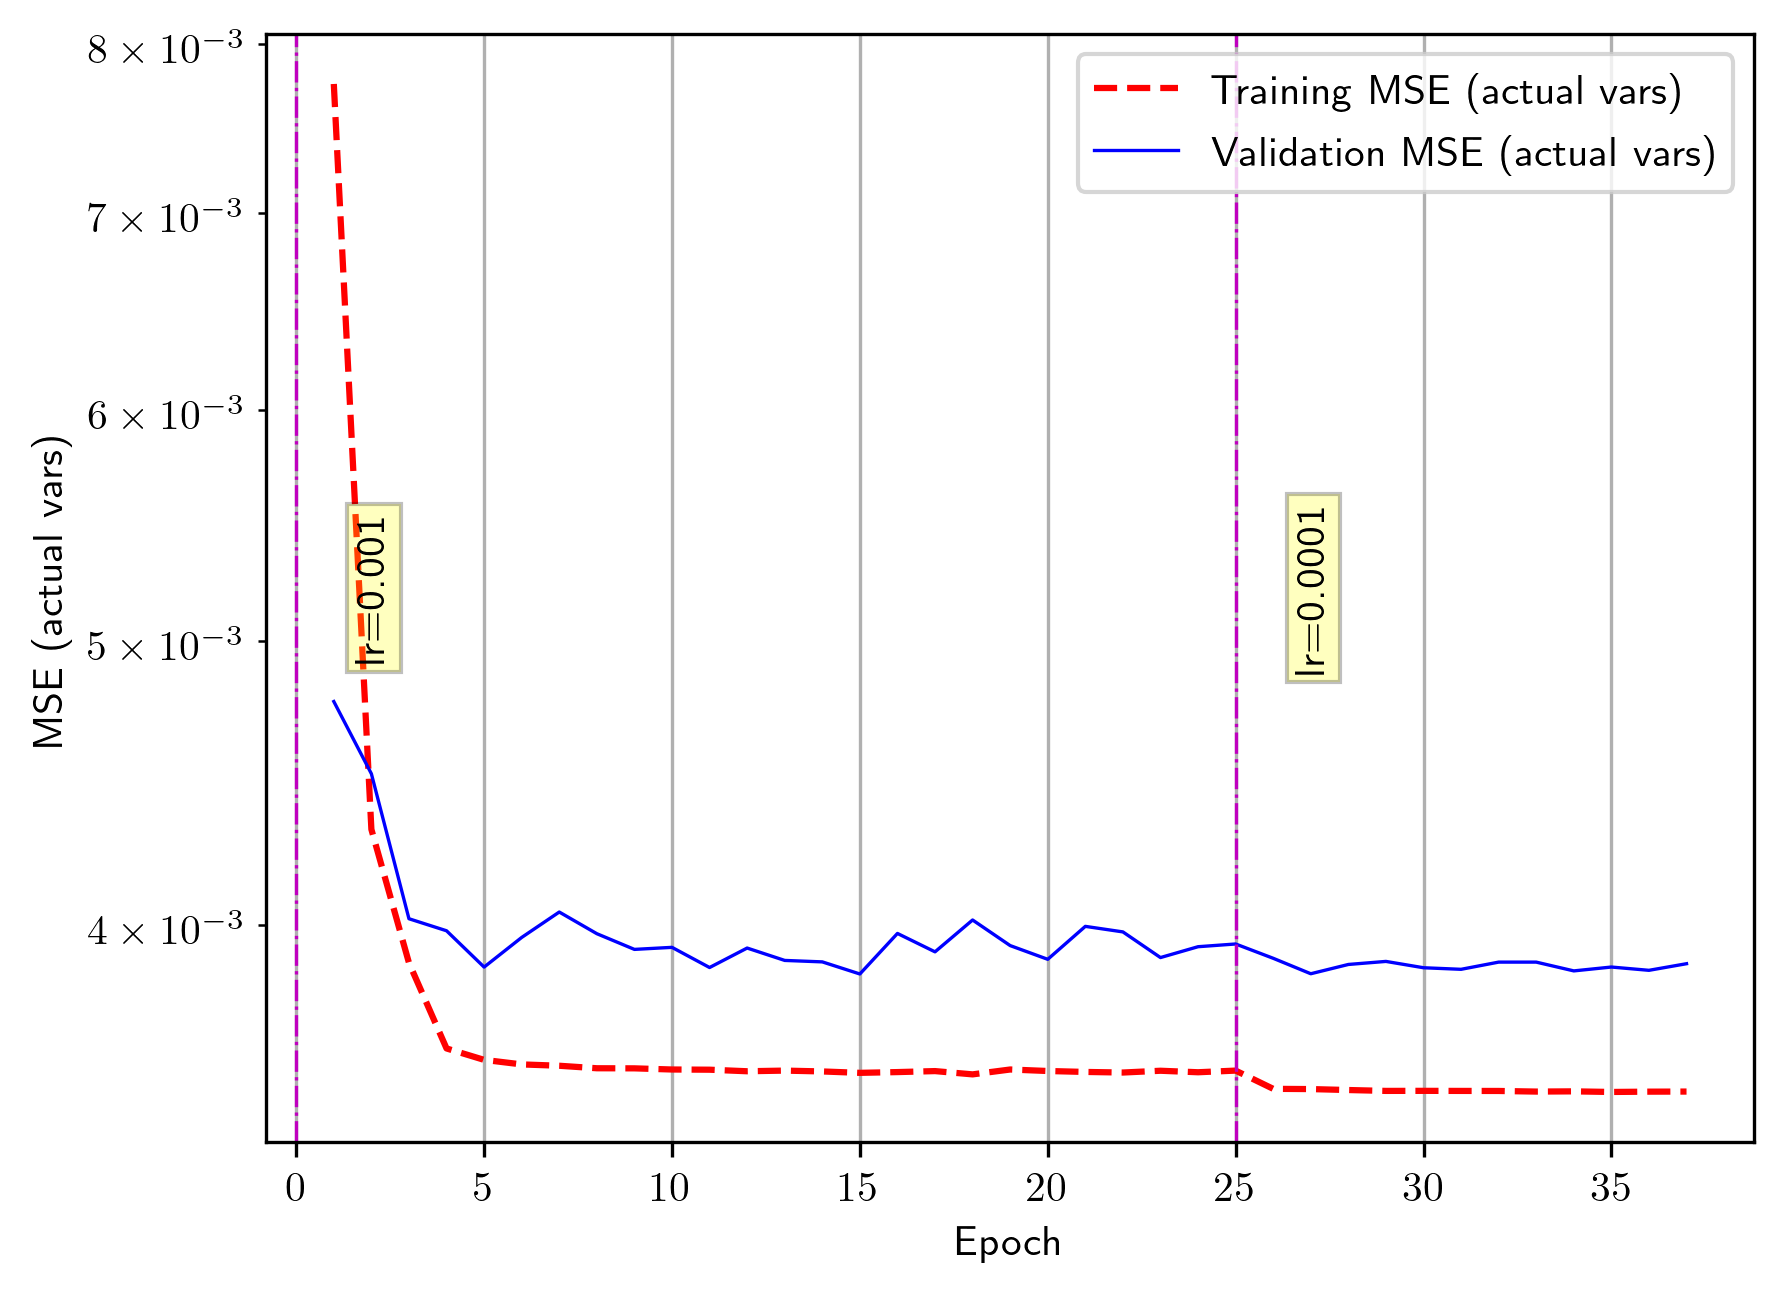 8 × 10⁻³
7 × 10⁻³
6 × 10⁻³
5 × 10⁻³
4 × 10⁻³
MSE (actual vars)
Training MSE (actual vars)
Validation MSE (actual vars)
lr=0.001
lr=0.0001
0 5 10 15 20 25 30 35
Epoch